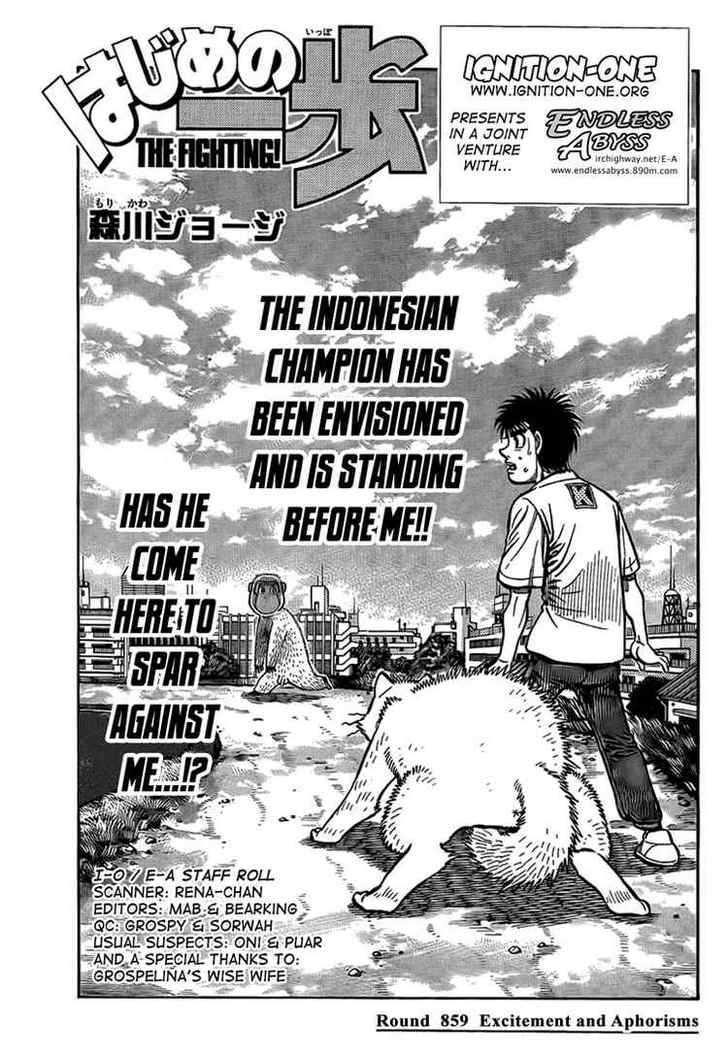 はじめの一歩
いっぽ
THE FIGHTING!
もり かわ
森川ジョージ
IGNITION-ONE
WWW.IGNITION-ONE.ORG
PRESENTS
IN A JOINT
VENTURE
WITH...
ENDLESS
ABYSS
irchighway.net/E-A
www.endlessabyss.890m.com
THE INDONESIAN
CHAMPION HAS
BEEN ENVISIONED
AND IS STANDING
BEFORE ME!!
HAS HE
COME
HERE TO
SPAR
AGAINST
ME....!?
K
I-O / E-A STAFF ROLL
SCANNER: RENA-CHAN
EDITORS: MAB & BEARKING
QC: GROSPY & SORWAH
USUAL SUSPECTS: ONI & PUAR
AND A SPECIAL THANKS TO:
GROSPELINA'S WISE WIFE
Round 859 Excitement and Aphorisms